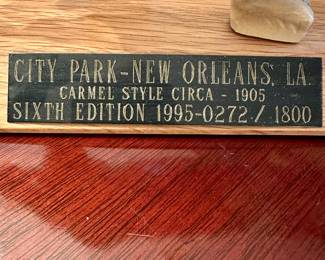 CITY PARK-NEW ORLEANS, LA.
CARMEL STYLE CIRCA - 1905
SIXTH EDITION 1995-0272 / 1800